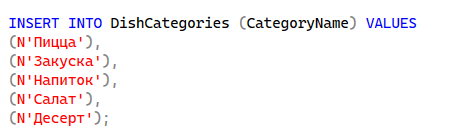 INSERT INTO DishCategories (CategoryName) VALUES
(N'Пицца'),
(N'Закуска'),
(N'Напиток'),
(N'Салат'),
(N'Десерт');